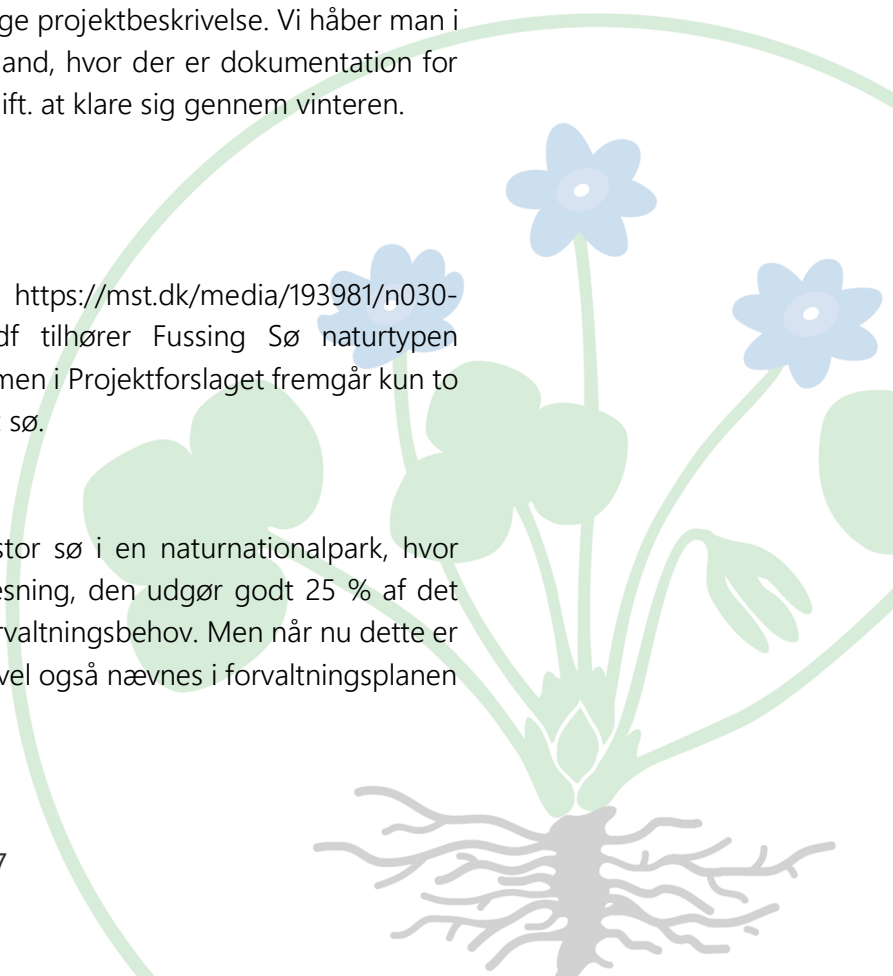 ge projektbeskrivelse. Vi håber man i
and, hvor der er dokumentation for
ift. at klare sig gennem vinteren.
https://mst.dk/media/193981/n030-
df tilhører Fussing Sø naturtypen
men i Projektforslaget fremgår kun to
sø.
stor sø i en naturnationalpark, hvor
esning, den udgør godt 25 % af det
rvaltningsbehov. Men når nu dette er
vel også nævnes i forvaltningsplanen
7